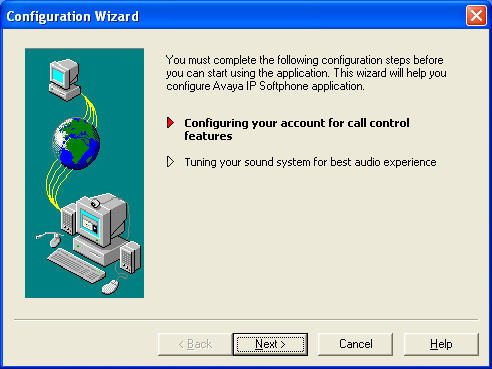 Configuration Wizard
You must complete the following configuration steps before
you can start using the application. This wizard will help you
configure Avaya IP Softphone application.
Configuring your account for call control
features
Tuning your sound system for best audio experience
< Back
Next >
Cancel
Help